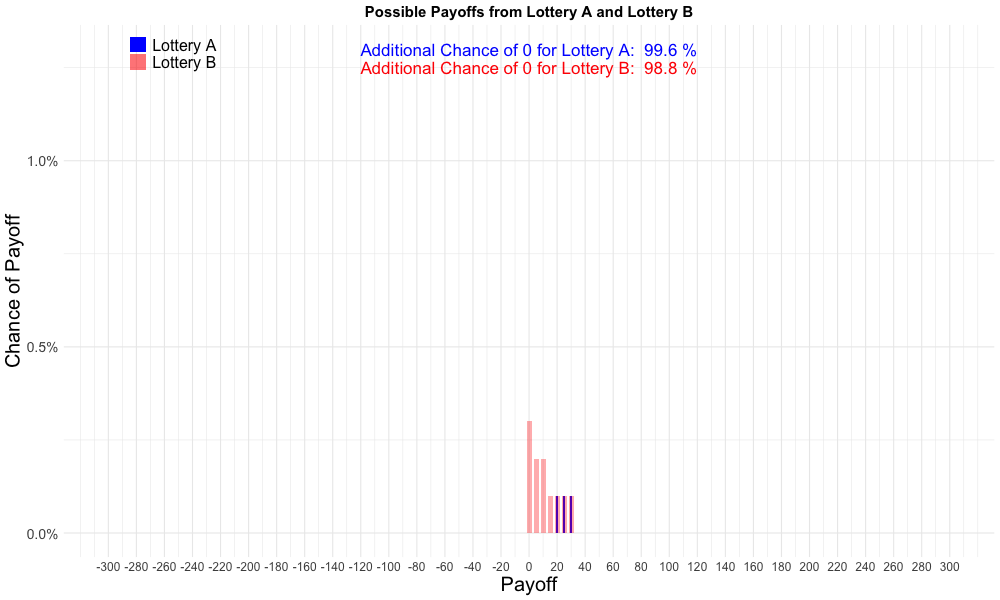 Possible Payoffs from Lottery A and Lottery B
Lottery A
Lottery B
Additional Chance of 0 for Lottery A: 99.6 %
Additional Chance of 0 for Lottery B: 98.8 %
Chance of Payoff
1.0%
0.5%
0.0%
-300 -280 -260 -240 -220 -200 -180 -160 -140 -120 -100 -80 -60 -40 -20 0 20 40 60 80 100 120 140 160 180 200 220 240 260 280 300
Payoff